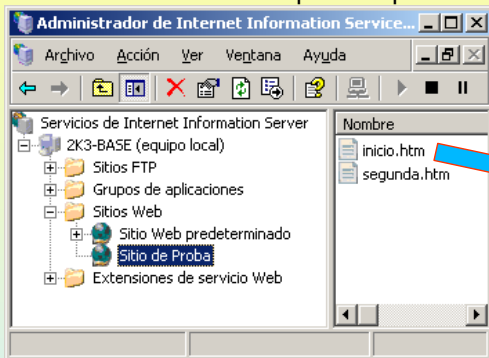 Administrador de Internet Information Service...
Archivo Acción Ver Ventana Ayuda
Servicios de Internet Information Server
2K3-BASE (equipo local)
Sitios FTP
Grupos de aplicaciones
Sitios Web
Sitio Web predeterminado
Sitio de Proba
Extensiones de servicio Web
Nombre
inicio.htm
segunda.htm